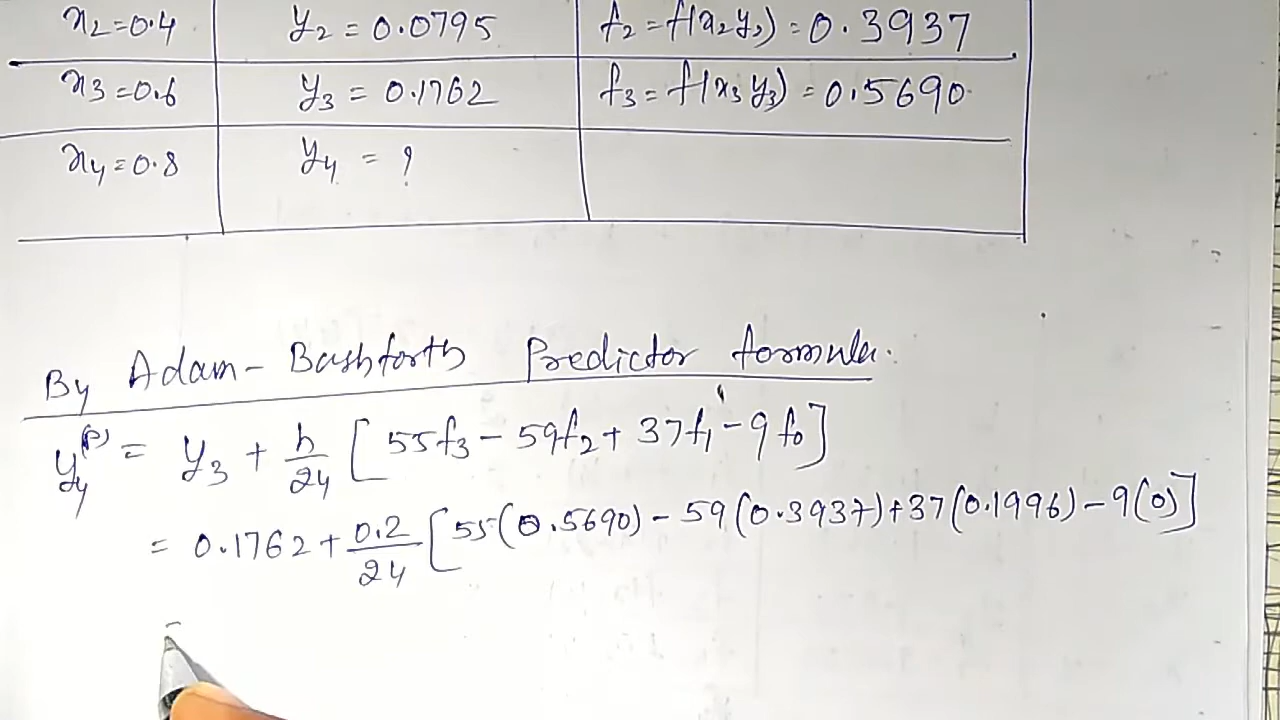 x₂=0.4 y₂ = 0.0795 f₂ = f(x₂ y₂) = 0.3937
x₃=0.6 y₃ = 0.1762 f₃ = f(x₃ y₃) = 0.5690
x₄=0.8 y₄ = ?
By Adam-Bashforth Predictor formula.
y₄⁽ᵖ⁾ = y₃ + h/24 [55f₃ - 59f₂ + 37f₁ - 9f₀]
= 0.1762 + 0.2/24 [55(0.5690) - 59(0.3937) + 37(0.1996) - 9(0)]